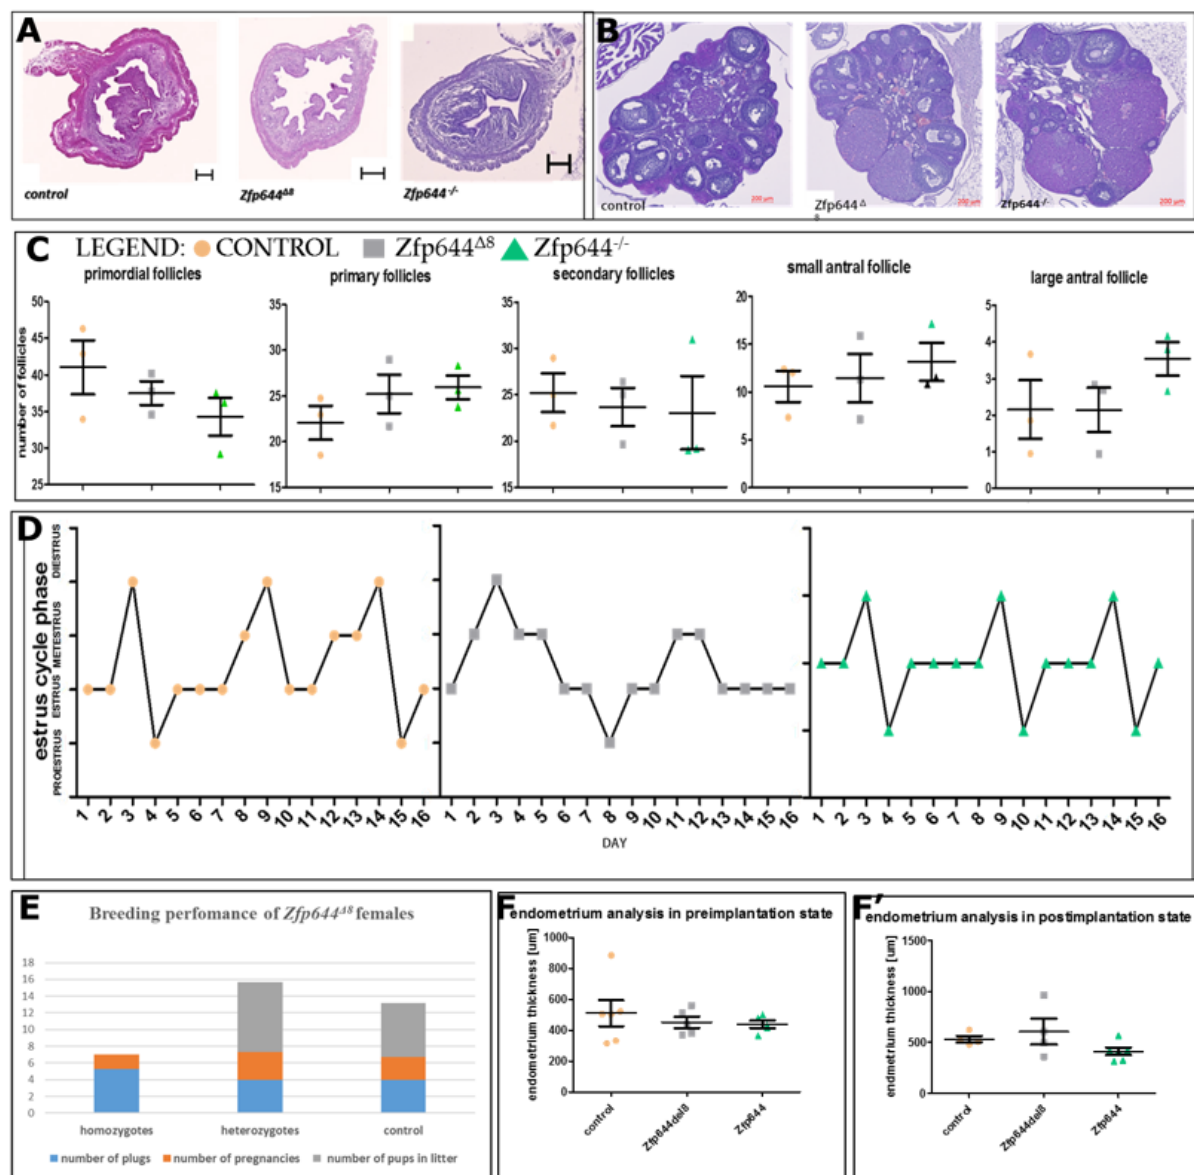 A
control
Zfp644Δ8
Zfp644-/-
B
control
200 µm
Zfp644Δ
8
200 µm
Zfp644-/-
200 µm
C
LEGEND: CONTROL Zfp644Δ8 Zfp644-/-
primordial follicles
primary follicles
secondary follicles
small antral follicle
large antral follicle
number of follicles
50
45
40
35
30
25
35
30
25
20
15
35
30
25
20
15
20
15
10
5
0
5
4
3
2
1
0
D
estrus cycle phase
PROESTRUS ESTRUS METESTRUS DIESTRUS
1 2 3 4 5 6 7 8 9 10 11 12 13 14 15 16
1 2 3 4 5 6 7 8 9 10 11 12 13 14 15 16
1 2 3 4 5 6 7 8 9 10 11 12 13 14 15 16
DAY
E
Breeding perfomance of Zfp644Δ8 females
18
16
14
12
10
8
6
4
2
0
homozygotes heterozygotes control
number of plugs number of pregnancies number of pups in litter
F
endometrium analysis in preimplantation state
endometrium thickness [um]
1000
800
600
400
200
0
control
Zfp644del8
Zfp644
F'
endometrium analysis in postimplantation state
endmetrium thickness [um]
1500
1000
500
0
control
Zfp644del8
Zfp644